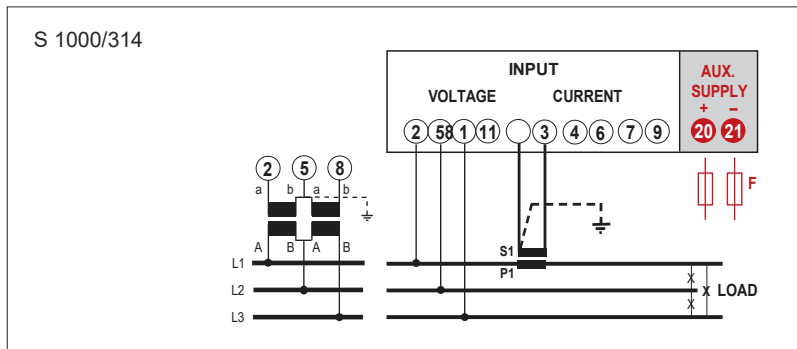 S 1000/314
INPUT
AUX.
SUPPLY
VOLTAGE CURRENT
+ –
2 58 1 11 3 4 6 7 9 20 21
2 5 8
a b a b
F
A B A B
S1
P1
L1
L2
L3
X
X LOAD
X